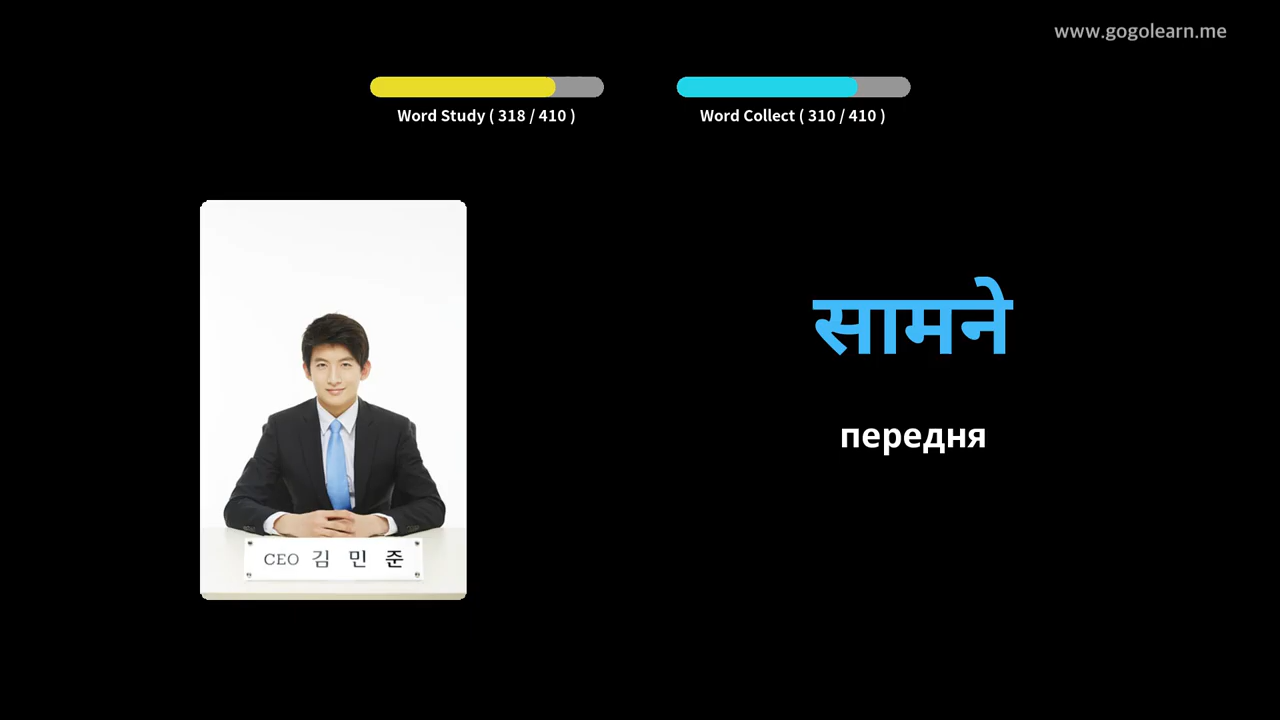 www.gogolearn.me
Word Study ( 318 / 410 )
Word Collect ( 310 / 410 )
सामने
передня
CEO 김 민 준